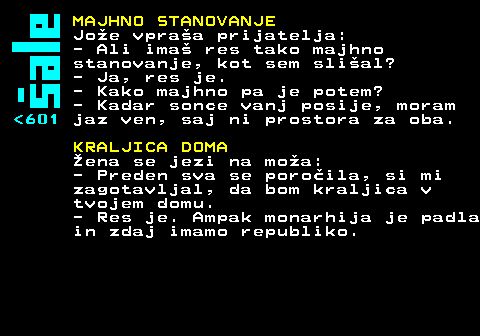 Šale
MAJHNO STANOVANJE
Jože vpraša prijatelja:
- Ali imaš res tako majhno
stanovanje, kot sem slišal?
- Ja, res je.
- Kako majhno pa je potem?
- Kadar sonce vanj posije, moram
<601 jaz ven, saj ni prostora za oba.
KRALJICA DOMA
Žena se jezi na moža:
- Preden sva se poročila, si mi
zagotavljal, da bom kraljica v
tvojem domu.
- Res je. Ampak monarhija je padla
in zdaj imamo republiko.